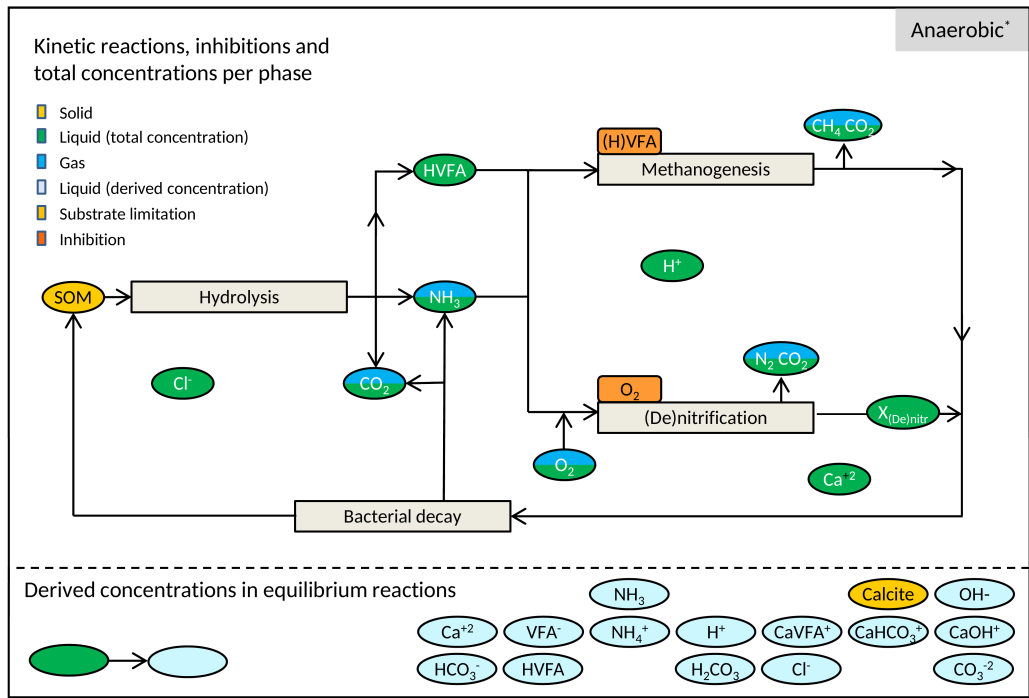 Anaerobic*
Kinetic reactions, inhibitions and
total concentrations per phase
Solid
Liquid (total concentration)
Gas
Liquid (derived concentration)
Substrate limitation
Inhibition
CH₄ CO₂
(H)VFA
HVFA
Methanogenesis
H⁺
SOM
Hydrolysis
NH₃
N₂ CO₂
Cl⁻
CO₂
O₂
(De)nitrification
X(De)nitr
O₂
Ca⁺²
Bacterial decay
Derived concentrations in equilibrium reactions
NH₃
Calcite
OH-
Ca⁺²
VFA⁻
NH₄⁺
H⁺
CaVFA⁺
CaHCO₃⁺
CaOH⁺
HCO₃⁻
HVFA
H₂CO₃
Cl⁻
CO₃⁻²